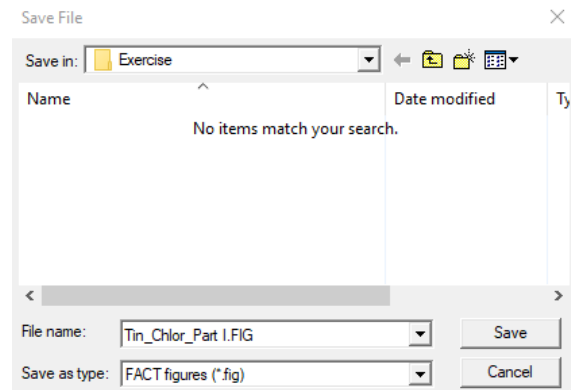 Save File
Save in: Exercise
Name Date modified Ty
No items match your search.
File name: Tin_Chlor_Part I.FIG Save
Save as type: FACT figures (*.fig) Cancel